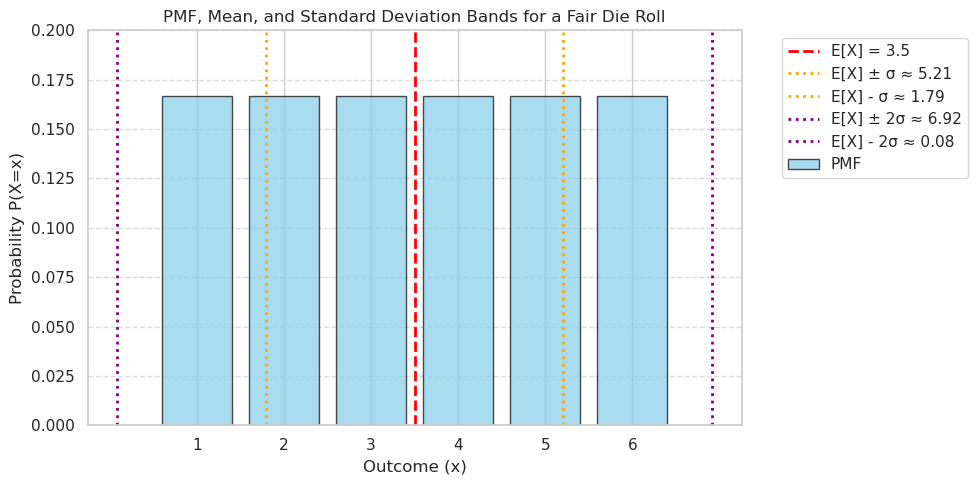 PMF, Mean, and Standard Deviation Bands for a Fair Die Roll
0.200
0.175
0.150
0.125
0.100
0.075
0.050
0.025
0.000
Probability P(X=x)
1 2 3 4 5 6
Outcome (x)
E[X] = 3.5
E[X] ± σ ≈ 5.21
E[X] - σ ≈ 1.79
E[X] ± 2σ ≈ 6.92
E[X] - 2σ ≈ 0.08
PMF